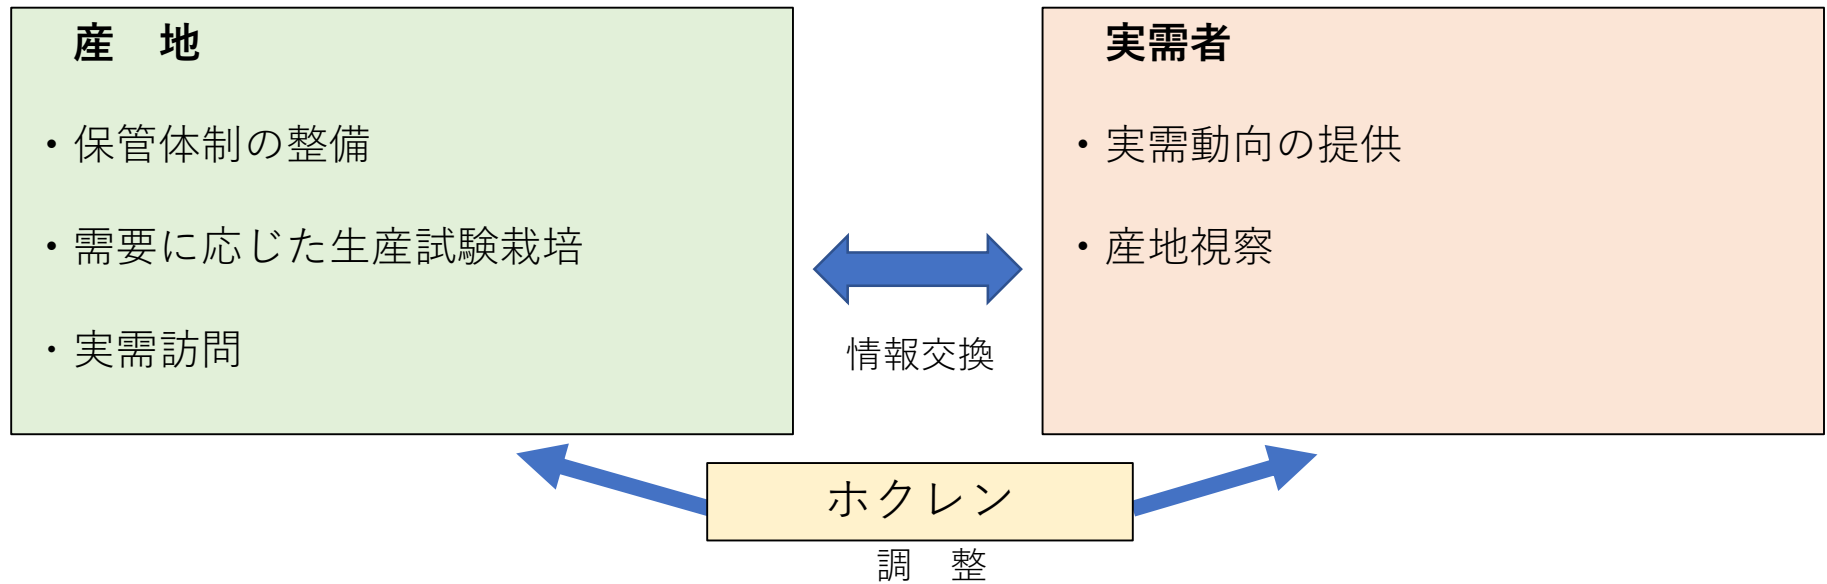 産　地
・保管体制の整備
・需要に応じた生産試験栽培
・実需訪問
実需者
・実需動向の提供
・産地視察
情報交換
ホクレン
調　整